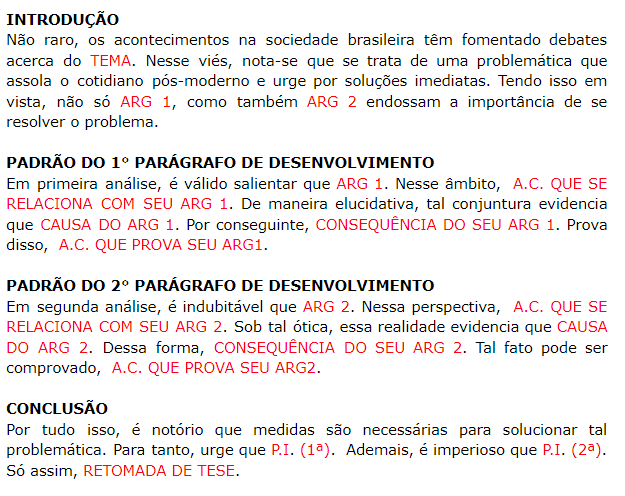 INTRODUÇÃO
Não raro, os acontecimentos na sociedade brasileira têm fomentado debates
acerca do TEMA. Nesse viés, nota-se que se trata de uma problemática que
assola o cotidiano pós-moderno e urge por soluções imediatas. Tendo isso em
vista, não só ARG 1, como também ARG 2 endossam a importância de se
resolver o problema.
PADRÃO DO 1º PARÁGRAFO DE DESENVOLVIMENTO
Em primeira análise, é válido salientar que ARG 1. Nesse âmbito, A.C. QUE SE
RELACIONA COM SEU ARG 1. De maneira elucidativa, tal conjuntura evidencia
que CAUSA DO ARG 1. Por conseguinte, CONSEQUÊNCIA DO SEU ARG 1. Prova
disso, A.C. QUE PROVA SEU ARG1.
PADRÃO DO 2º PARÁGRAFO DE DESENVOLVIMENTO
Em segunda análise, é indubitável que ARG 2. Nessa perspectiva, A.C. QUE SE
RELACIONA COM SEU ARG 2. Sob tal ótica, essa realidade evidencia que CAUSA
DO ARG 2. Dessa forma, CONSEQUÊNCIA DO SEU ARG 2. Tal fato pode ser
comprovado, A.C. QUE PROVA SEU ARG2.
CONCLUSÃO
Por tudo isso, é notório que medidas são necessárias para solucionar tal
problemática. Para tanto, urge que P.I. (1ª). Ademais, é imperioso que P.I. (2ª).
Só assim, RETOMADA DE TESE.